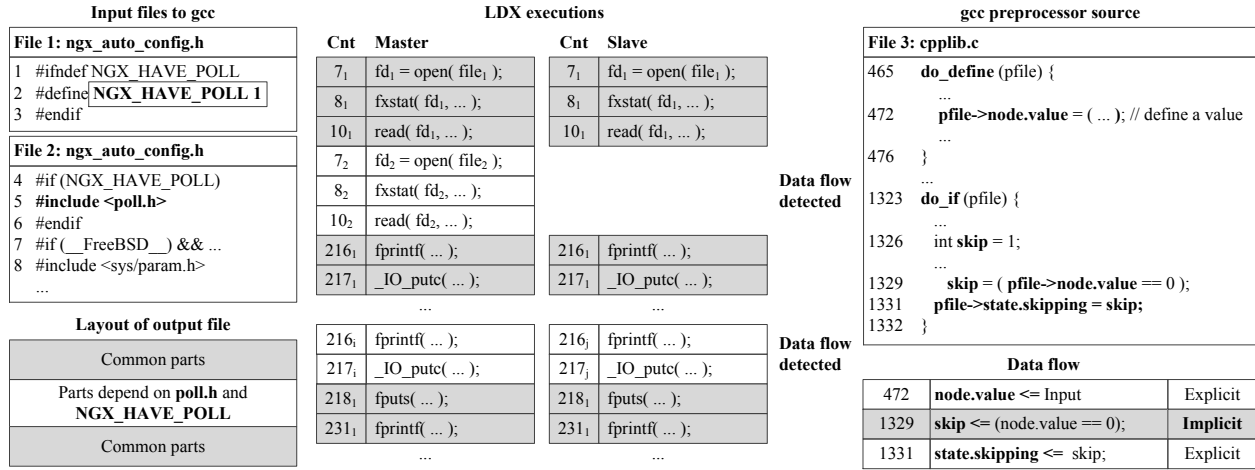 Input files to gcc
File 1: ngx_auto_config.h
1 #ifndef NGX_HAVE_POLL
2 #define NGX_HAVE_POLL 1
3 #endif
File 2: ngx_auto_config.h
4 #if (NGX_HAVE_POLL)
5 #include <poll.h>
6 #endif
7 #if (__FreeBSD__) && ...
8 #include <sys/param.h>
...
Layout of output file
Common parts
Parts depend on poll.h and
NGX_HAVE_POLL
Common parts
LDX executions
Cnt Master Cnt Slave
7₁ fd₁ = open( file₁ ); 7₁ fd₁ = open( file₁ );
8₁ fxstat( fd₁, ... ); 8₁ fxstat( fd₁, ... );
10₁ read( fd₁, ... ); 10₁ read( fd₁, ... );
7₂ fd₂ = open( file₂ );
8₂ fxstat( fd₂, ... );
10₂ read( fd₂, ... );
Data flow
detected
216₁ fprintf( ... ); 216₁ fprintf( ... );
217₁ _IO_putc( ... ); 217₁ _IO_putc( ... );
... ...
216ᵢ fprintf( ... ); 216ⱼ fprintf( ... );
217ᵢ _IO_putc( ... ); 217ⱼ _IO_putc( ... );
Data flow
detected
218₁ fputs( ... ); 218₁ fputs( ... );
231₁ fprintf( ... ); 231₁ fprintf( ... );
... ...
gcc preprocessor source
File 3: cpplib.c
465 do_define (pfile) {
...
472 pfile->node.value = ( ... ); // define a value
...
476 }
...
1323 do_if (pfile) {
...
1326 int skip = 1;
...
1329 skip = ( pfile->node.value == 0 );
1331 pfile->state.skipping = skip;
1332 }
Data flow
472 node.value <= Input Explicit
1329 skip <= (node.value == 0); Implicit
1331 state.skipping <= skip; Explicit